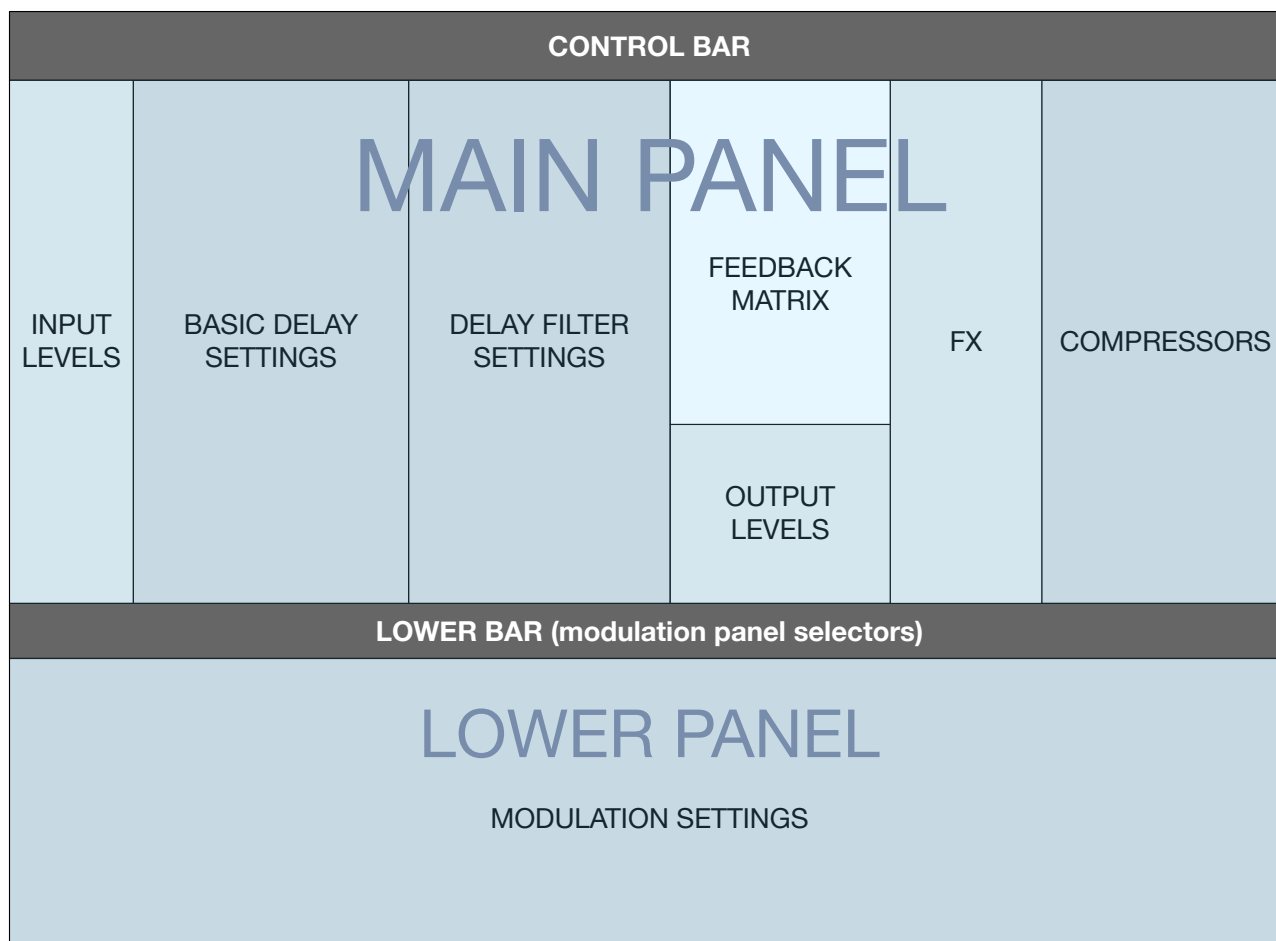 CONTROL BAR
MAIN PANEL
INPUT
LEVELS
BASIC DELAY
SETTINGS
DELAY FILTER
SETTINGS
FEEDBACK
MATRIX
OUTPUT
LEVELS
FX
COMPRESSORS
LOWER BAR (modulation panel selectors)
LOWER PANEL
MODULATION SETTINGS